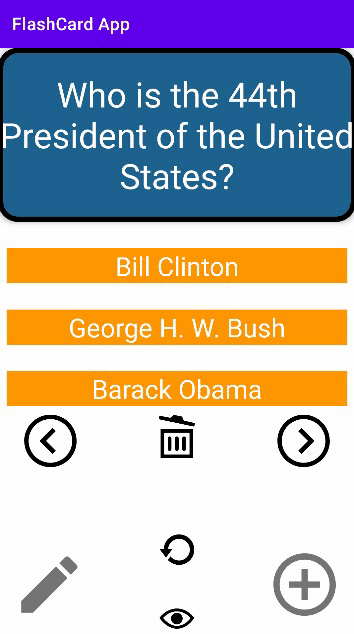 FlashCard App
Who is the 44th
President of the United
States?
Bill Clinton
George H. W. Bush
Barack Obama